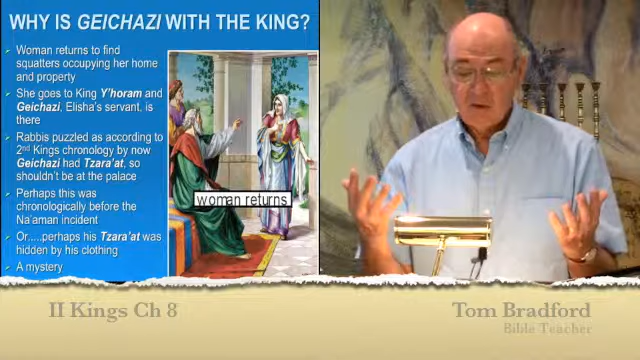 WHY IS GEICHAZI WITH THE KING?
Woman returns to find
squatters occupying her home
and property
She goes to King Y'horam and
Geichazi, Elisha's servant, is
there
Rabbis puzzled as according to
2nd Kings chronology by now
Geichazi had Tzara'at, so
shouldn't be at the palace
Perhaps this was
chronologically before the
Na'aman incident
Or.....perhaps his Tzara'at was
hidden by his clothing
A mystery
woman returns
II Kings Ch 8
Tom Bradford
Bible Teacher